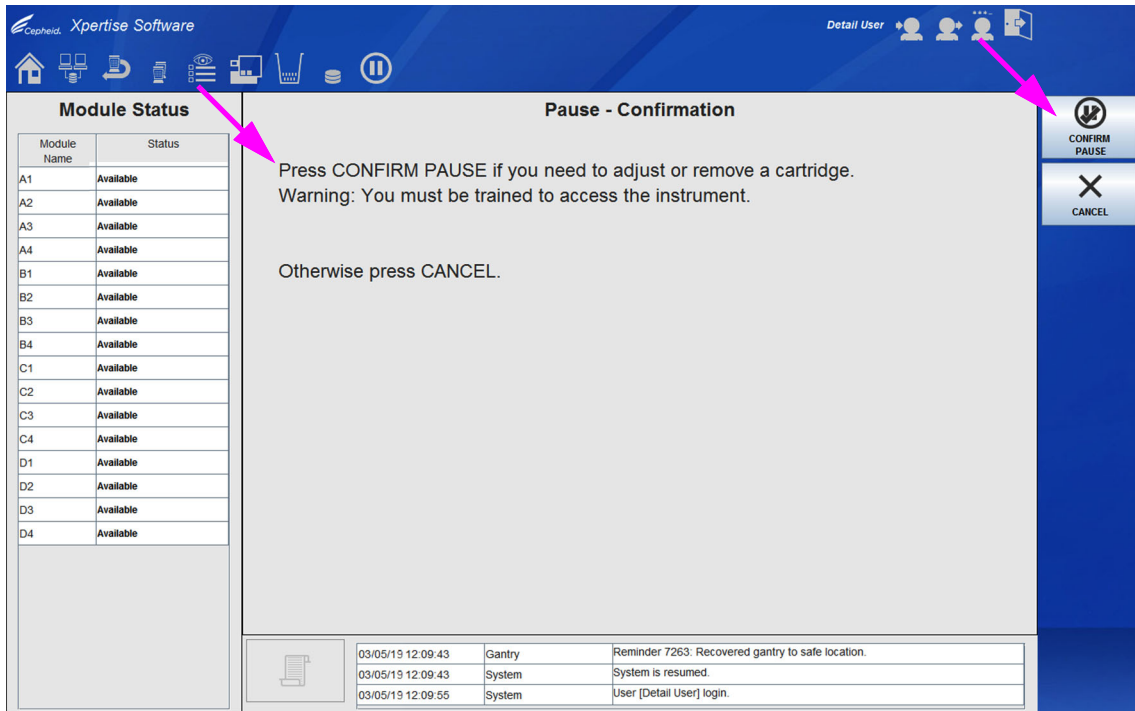 Cepheid. Xpertise Software
Detail User
Module Status
Module Name
Status
A1 Available
A2 Available
A3 Available
A4 Available
B1 Available
B2 Available
B3 Available
B4 Available
C1 Available
C2 Available
C3 Available
C4 Available
D1 Available
D2 Available
D3 Available
D4 Available
Pause - Confirmation
Press CONFIRM PAUSE if you need to adjust or remove a cartridge.
Warning: You must be trained to access the instrument.
Otherwise press CANCEL.
CONFIRM
PAUSE
CANCEL
03/05/19 12:09:43 Gantry Reminder 7263: Recovered gantry to safe location.
03/05/19 12:09:43 System System is resumed.
03/05/19 12:09:55 System User [Detail User] login.